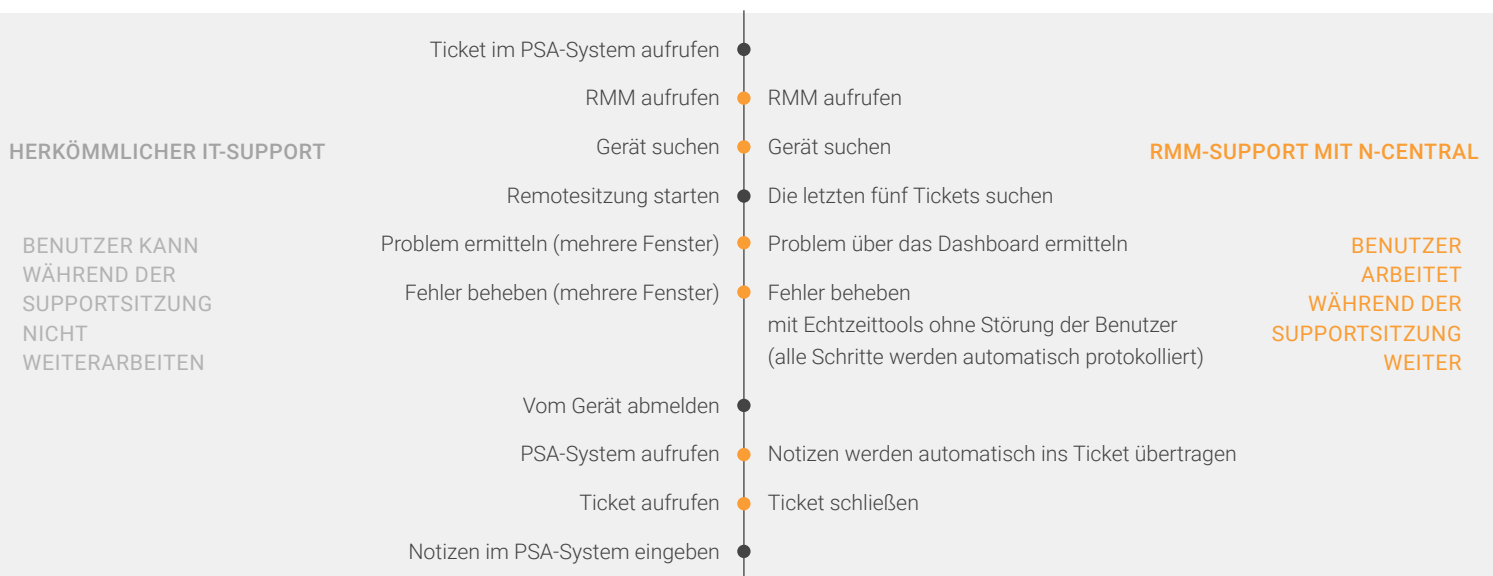 Ticket im PSA-System aufrufen
RMM aufrufen
RMM aufrufen
HERKÖMMLICHER IT-SUPPORT
Gerät suchen
Gerät suchen
RMM-SUPPORT MIT N-CENTRAL
Remotesitzung starten
Die letzten fünf Tickets suchen
BENUTZER KANN
WÄHREND DER
SUPPORTSITZUNG
NICHT
WEITERARBEITEN
Problem ermitteln (mehrere Fenster)
Problem über das Dashboard ermitteln
Fehler beheben (mehrere Fenster)
Fehler beheben
mit Echtzeittools ohne Störung der Benutzer
(alle Schritte werden automatisch protokolliert)
BENUTZER
ARBEITET
WÄHREND DER
SUPPORTSITZUNG
WEITER
Vom Gerät abmelden
PSA-System aufrufen
Notizen werden automatisch ins Ticket übertragen
Ticket aufrufen
Ticket schließen
Notizen im PSA-System eingeben